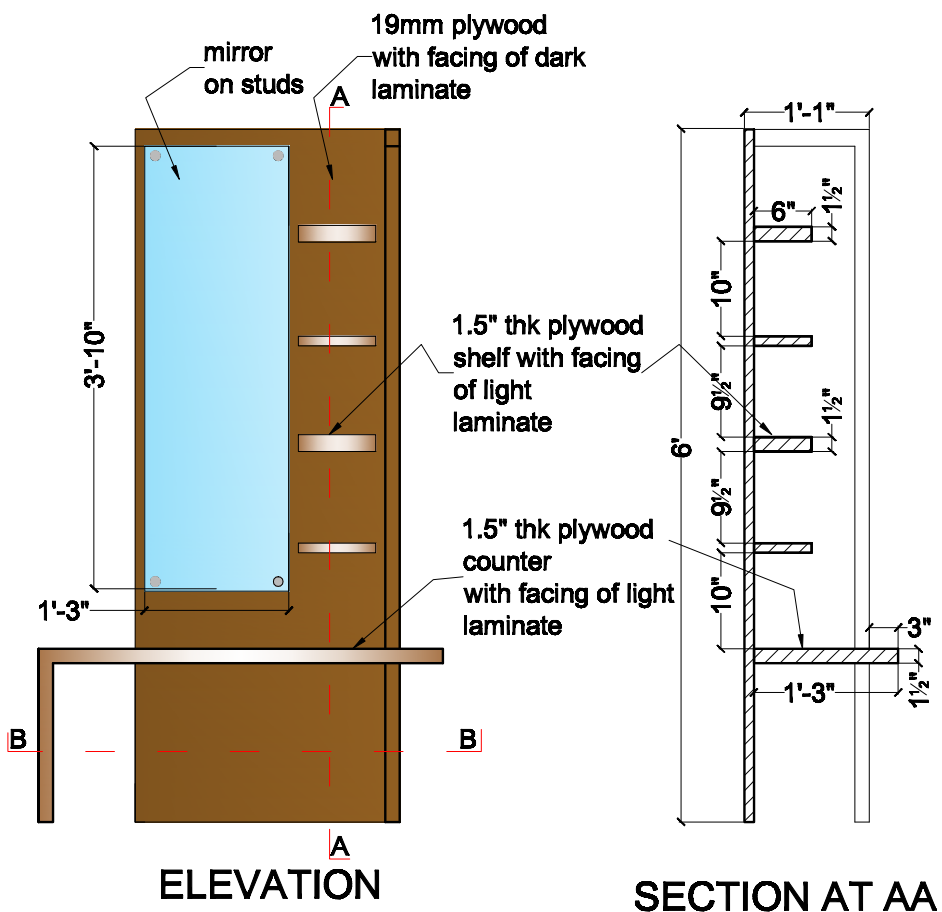 19mm plywood
with facing of dark
laminate
mirror
on studs
A
1'-1"
6"
1½"
10"
3'-10"
1.5" thk plywood
shelf with facing
of light
laminate
9½"
1½"
6'
9½"
1.5" thk plywood
counter
with facing of light
laminate
10"
1'-3"
3"
1'-3"
1½"
B
B
A
ELEVATION
SECTION AT AA